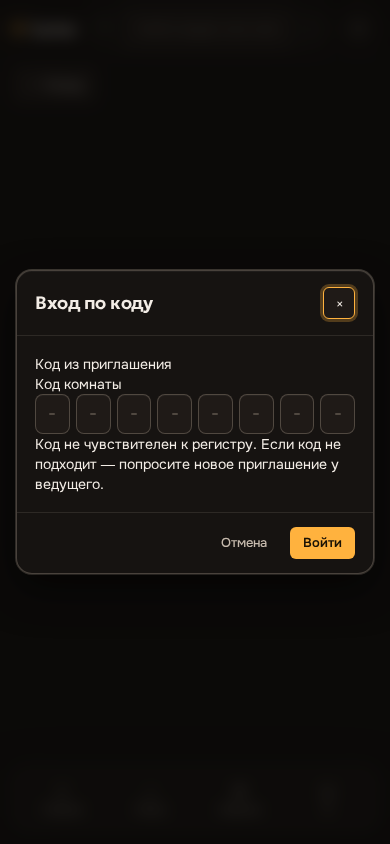 Вход по коду
×
Код из приглашения
Код комнаты
– – – – – – – –
Код не чувствителен к регистру. Если код не
подходит — попросите новое приглашение у
ведущего.
Отмена
Войти